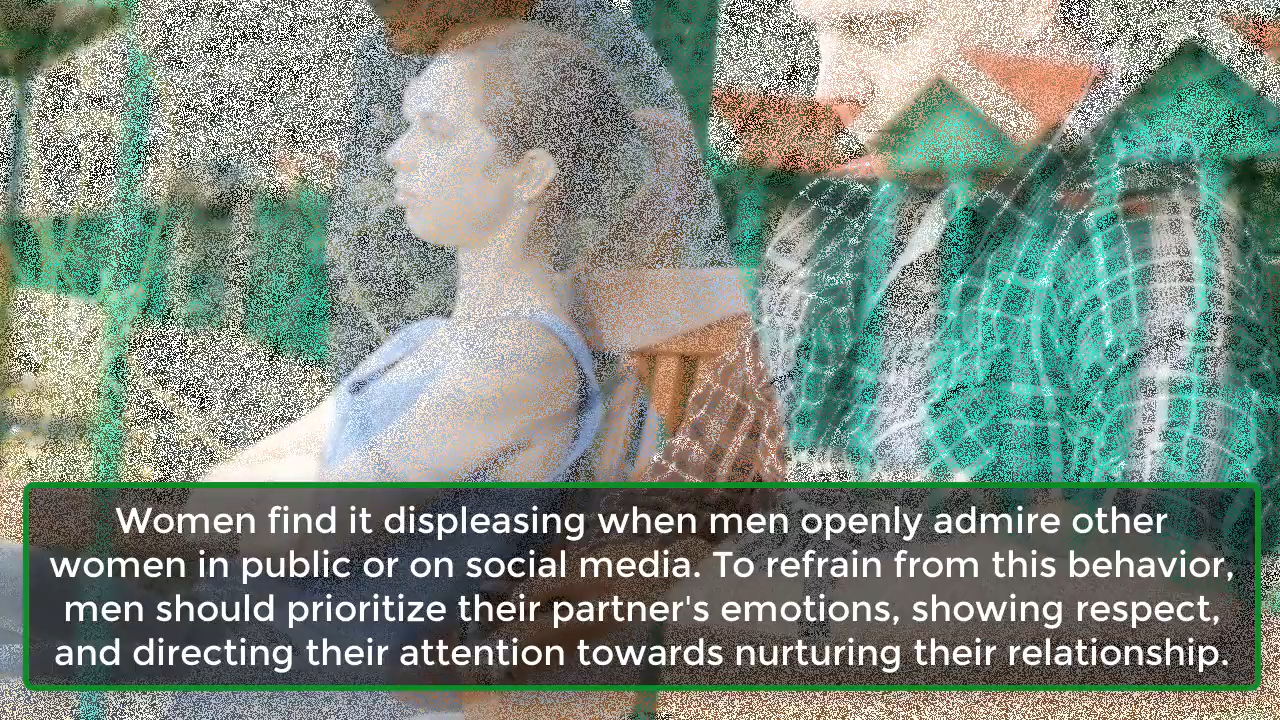 Women find it displeasing when men openly admire other
women in public or on social media. To refrain from this behavior,
men should prioritize their partner's emotions, showing respect,
and directing their attention towards nurturing their relationship.